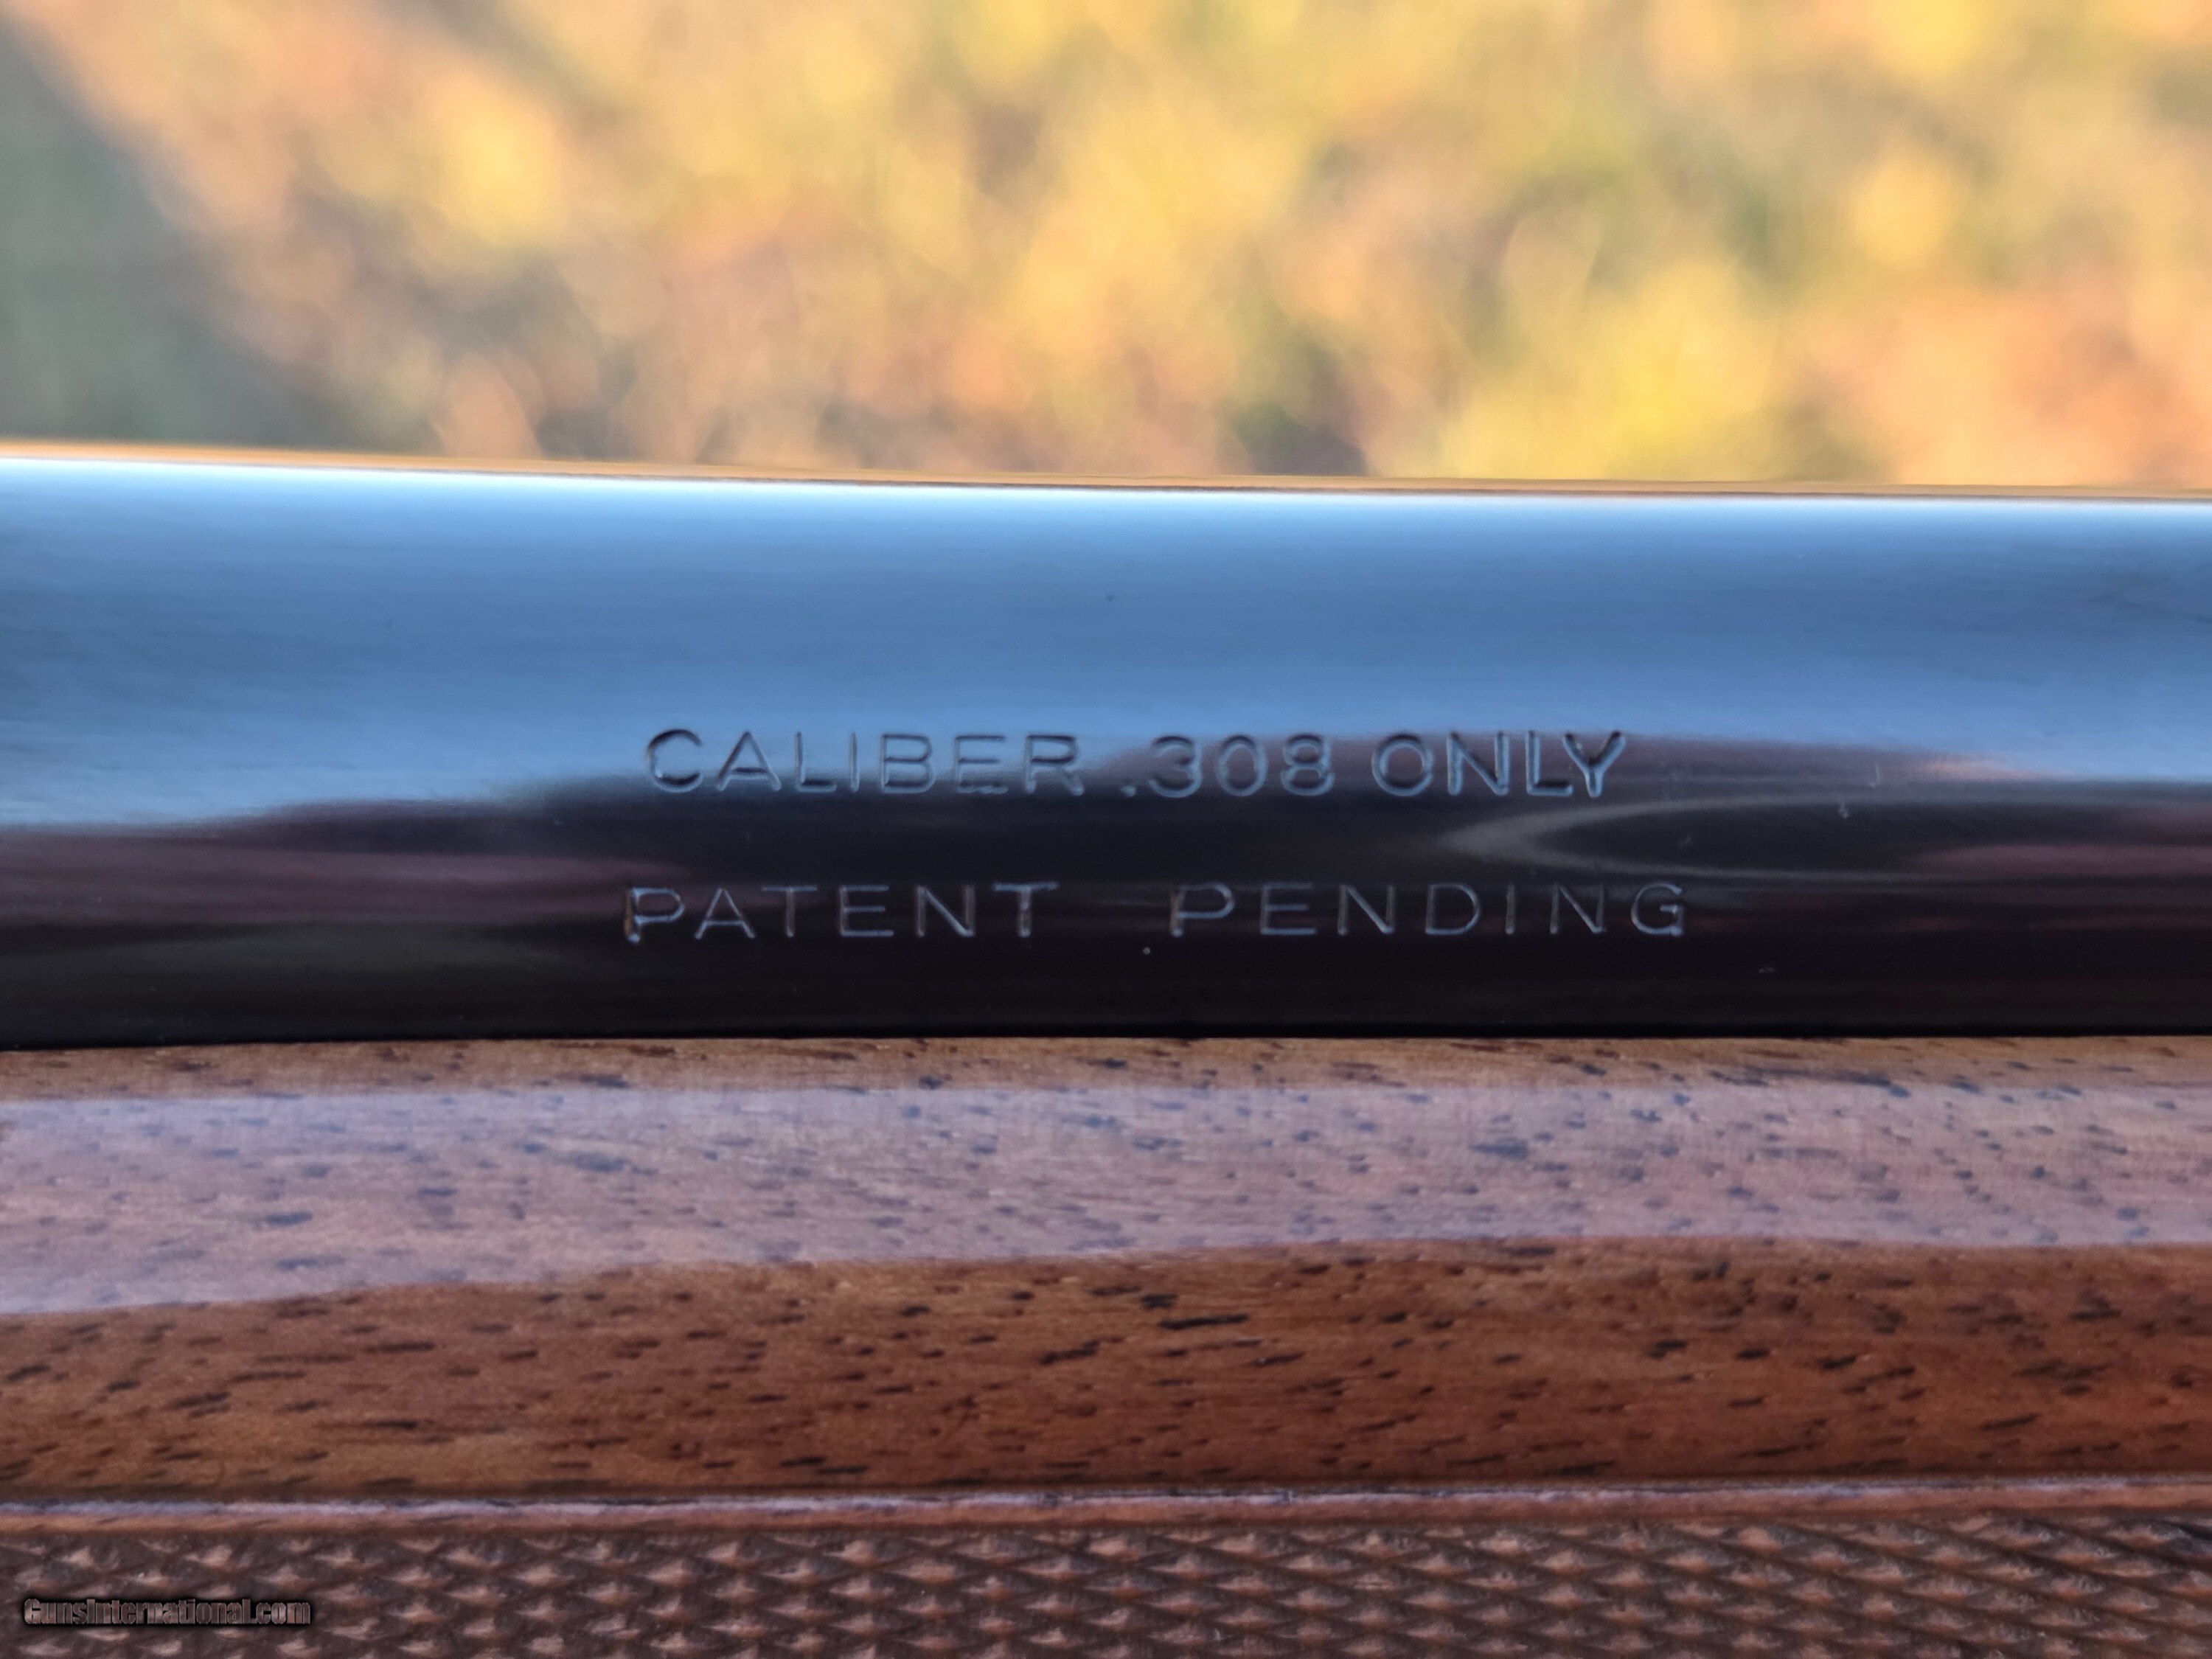 CALIBER .308 ONLY
PATENT PENDING
GunsInternational.com